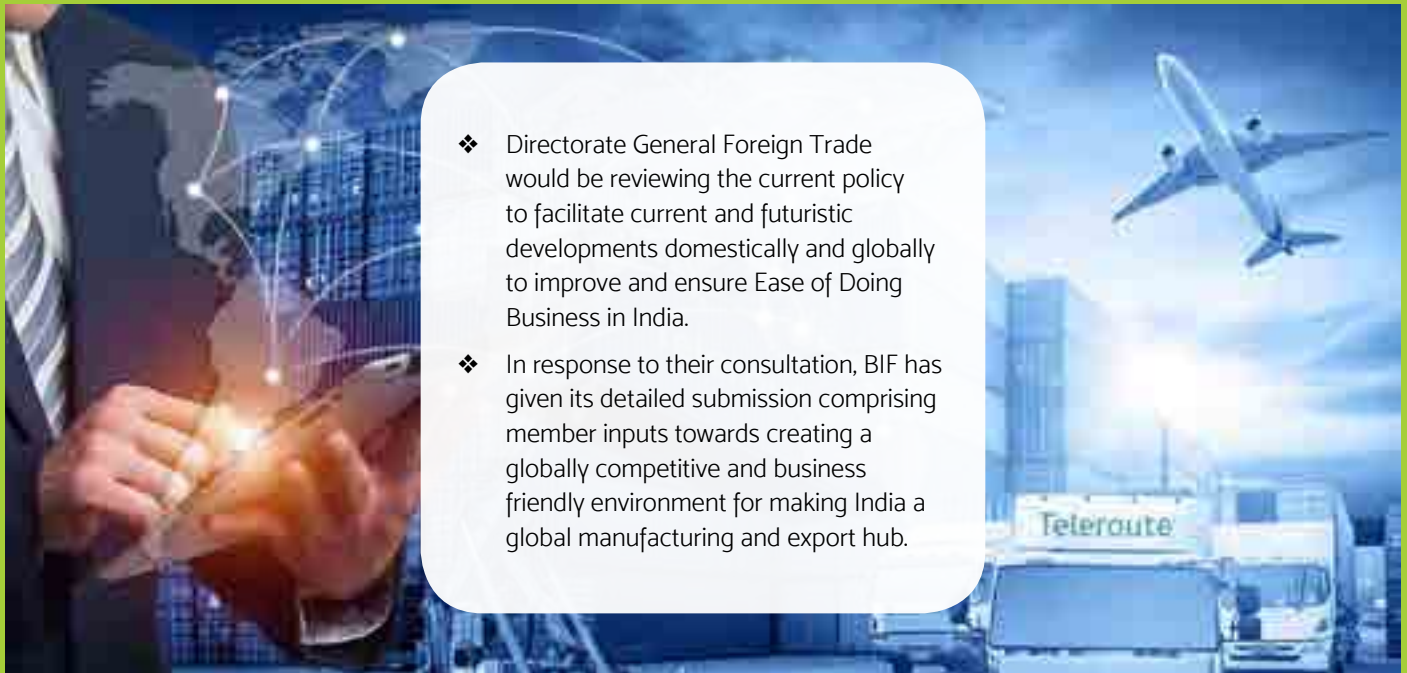 ❖ Directorate General Foreign Trade
would be reviewing the current policy
to facilitate current and futuristic
developments domestically and globally
to improve and ensure Ease of Doing
Business in India.
❖ In response to their consultation, BIF has
given its detailed submission comprising
member inputs towards creating a
globally competitive and business
friendly environment for making India a
global manufacturing and export hub.
Teleroute